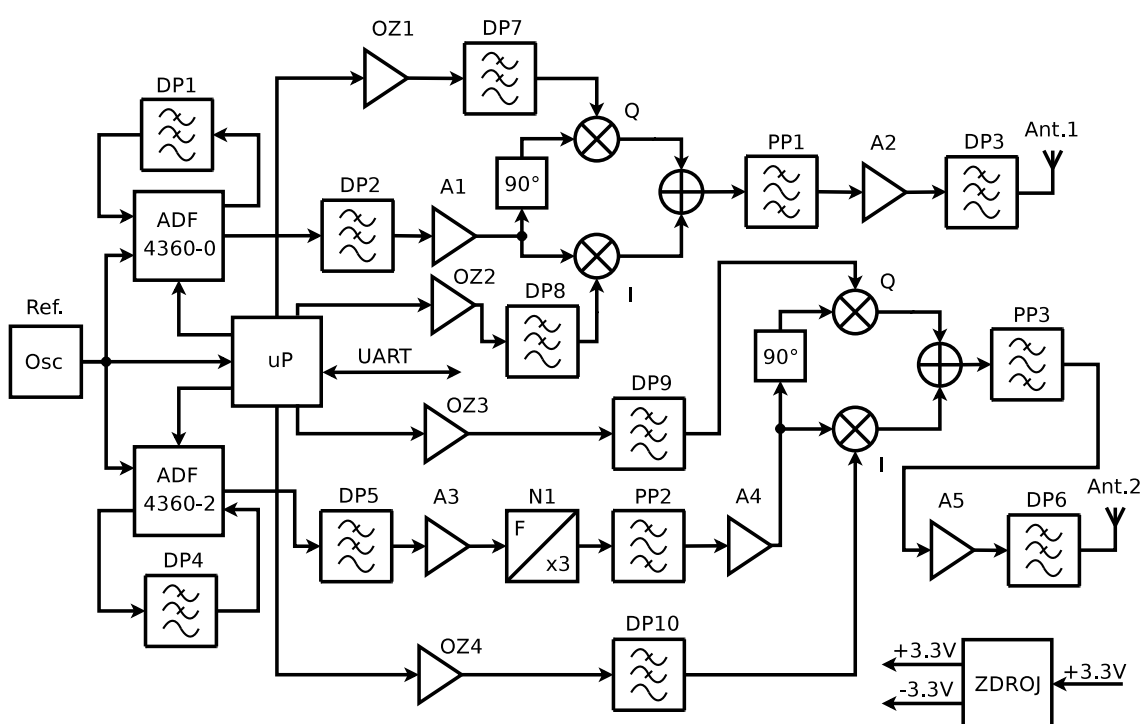 OZ1
DP7
DP1
Q
Ant.1
PP1
A2
DP3
DP2
A1
90°
ADF
4360-0
OZ2
DP8
I
Q
Ref.
PP3
Osc
uP
UART
90°
DP9
OZ3
I
ADF
4360-2
DP5
A3
N1
PP2
A4
Ant.2
A5
DP6
F
x3
DP4
OZ4
DP10
+3.3V
-3.3V
ZDROJ
+3.3V